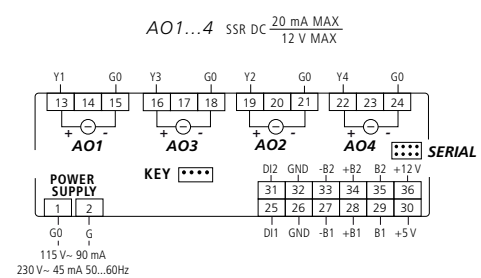 AO1...4 SSR DC 20 mA MAX
12 V MAX
Y1 G0 Y3 G0 Y2 G0 Y4 G0
13 14 15 16 17 18 19 20 21 22 23 24
+ - + - + - + -
AO1 AO3 AO2 AO4
SERIAL
KEY
DI2 GND -B2 +B2 B2 +12 V
POWER
SUPPLY
31 32 33 34 35 36
1 2 25 26 27 28 29 30
G0 G DI1 GND -B1 +B1 B1 +5 V
115 V~ 90 mA
230 V~ 45 mA 50...60Hz